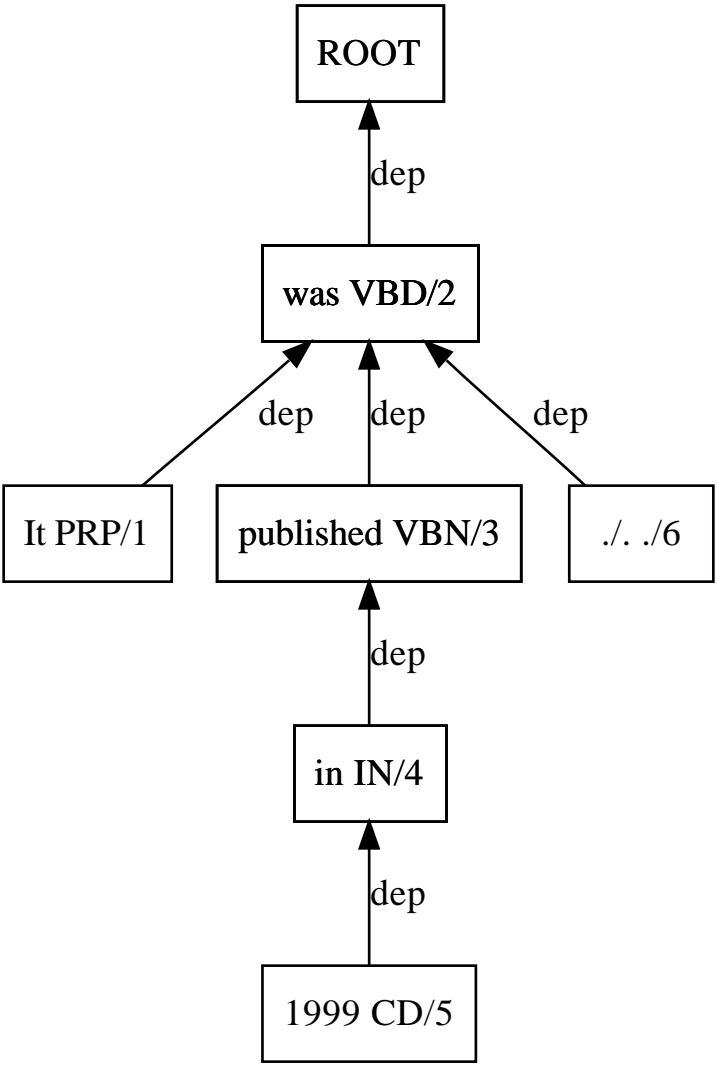 ROOT
dep
was VBD/2
dep dep dep
It PRP/1 published VBN/3 ./. ./6
dep
in IN/4
dep
1999 CD/5